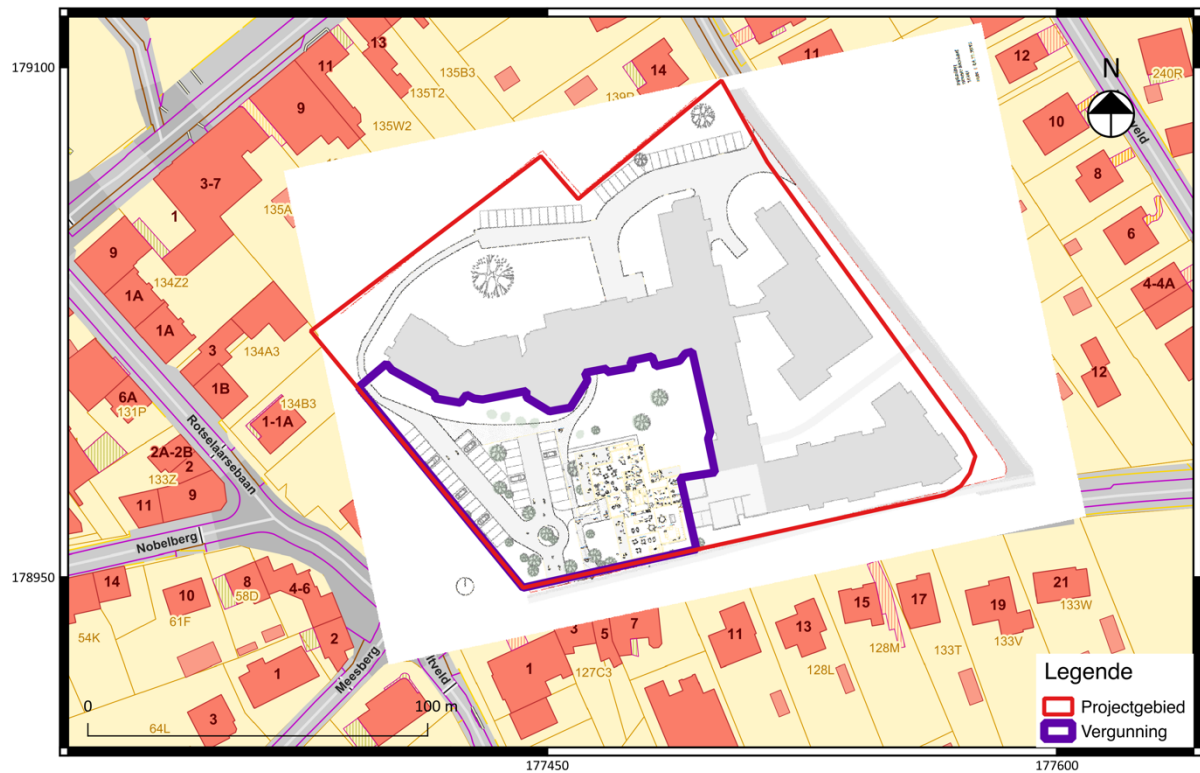 179100
178950
177450
177600
13
11
135B3
14
11
12
240R
N
9
135T2
139P
10
veld
135W2
8
3-7
1
135A
6
9
134Z2
4-4A
1A
1A
3
134A3
12
6A
131P
1B
134B3
1-1A
Rotselaarsebaan
2A-2B
2
133Z
11
9
Nobelberg
14
10
61F
8
58D
4-6
54K
2
1
Meesberg
3
64L
0
100 m
3
5
7
127C3
1
11
13
128L
15
128M
17
133T
19
133V
21
133W
Legende
Projectgebied
Vergunning